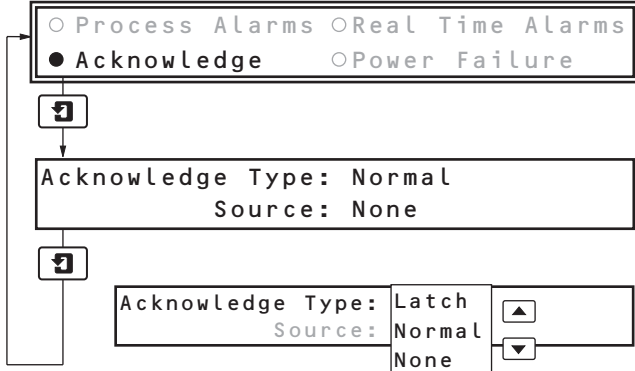 Process Alarms Real Time Alarms
Acknowledge Power Failure
Acknowledge Type: Normal
Source: None
Acknowledge Type: Latch
Source: Normal
None